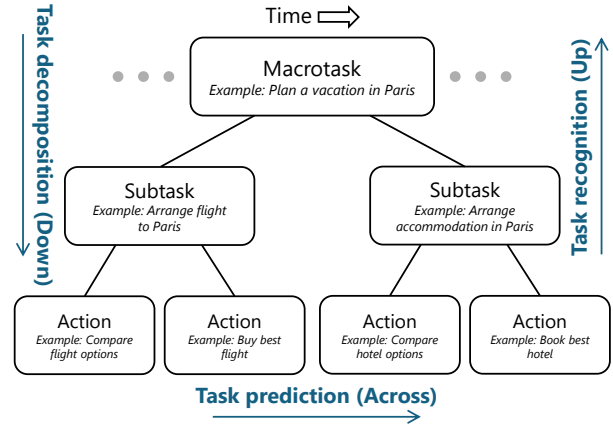 Time
Task decomposition (Down)
Macrotask
Example: Plan a vacation in Paris
Task recognition (Up)
Subtask
Example: Arrange flight
to Paris
Subtask
Example: Arrange
accommodation in Paris
Action
Example: Compare
flight options
Action
Example: Buy best
flight
Action
Example: Compare
hotel options
Action
Example: Book best
hotel
Task prediction (Across)